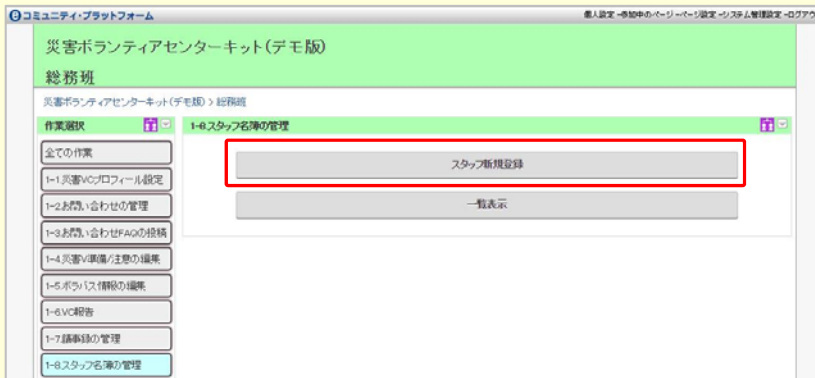 eコミュニティ・プラットフォーム
個人設定 -参加中のページ -ページ設定 -システム管理設定 -ログアウ
災害ボランティアセンターキット(デモ版)
総務班
災害ボランティアセンターキット(デモ版) > 総務班
作業選択
1-8.スタッフ名簿の管理
全ての作業
スタッフ新規登録
1-1.災害VCプロフィール設定
1-2.お問い合わせの管理
一覧表示
1-3.お問い合わせFAQの投稿
1-4.災害V準備/注意の編集
1-5.ボラバス情報の編集
1-6.VC報告
1-7.議事録の管理
1-8.スタッフ名簿の管理